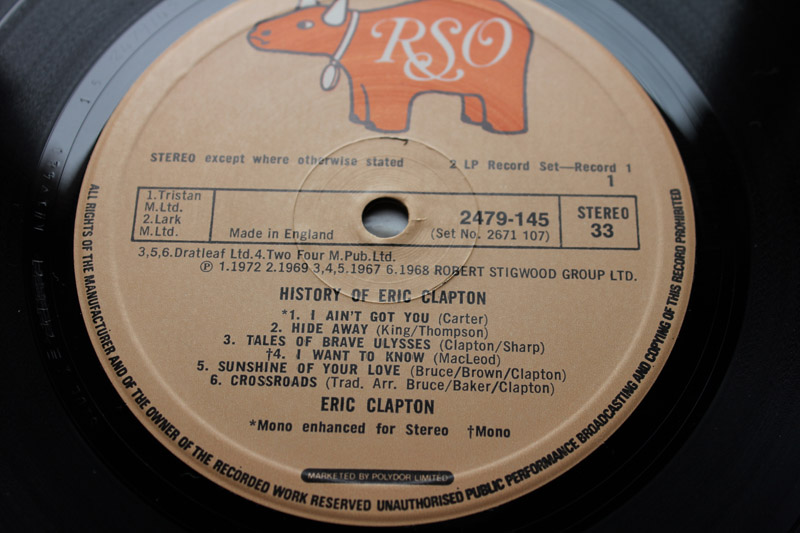 RSO
STEREO except where otherwise stated
2 LP Record Set—Record 1
1
1.Tristan
M.Ltd.
2.Lark
M.Ltd.
Made in England
2479-145
(Set No. 2671 107)
STEREO
33
3,5,6.Dratleaf Ltd.4.Two Four M.Pub.Ltd.
℗ 1.1972 2.1969 3,4,5.1967 6.1968 ROBERT STIGWOOD GROUP LTD.
HISTORY OF ERIC CLAPTON
*1. I AIN'T GOT YOU (Carter)
2. HIDE AWAY (King/Thompson)
3. TALES OF BRAVE ULYSSES (Clapton/Sharp)
†4. I WANT TO KNOW (MacLeod)
5. SUNSHINE OF YOUR LOVE (Bruce/Brown/Clapton)
6. CROSSROADS (Trad. Arr. Bruce/Baker/Clapton)
ERIC CLAPTON
*Mono enhanced for Stereo †Mono
MARKETED BY POLYDOR LIMITED
ALL RIGHTS OF THE MANUFACTURER AND OF THE OWNER OF THE RECORDED WORK RESERVED UNAUTHORISED PUBLIC PERFORMANCE BROADCASTING AND COPYING OF THIS RECORD PROHIBITED